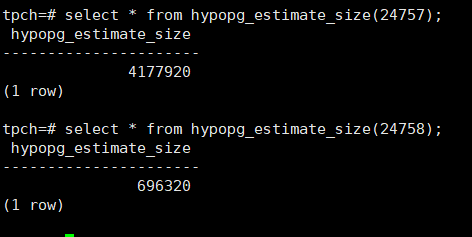 tpch=# select * from hypopg_estimate_size(24757);
 hypopg_estimate_size
----------------------
              4177920
(1 row)

tpch=# select * from hypopg_estimate_size(24758);
 hypopg_estimate_size
----------------------
               696320
(1 row)